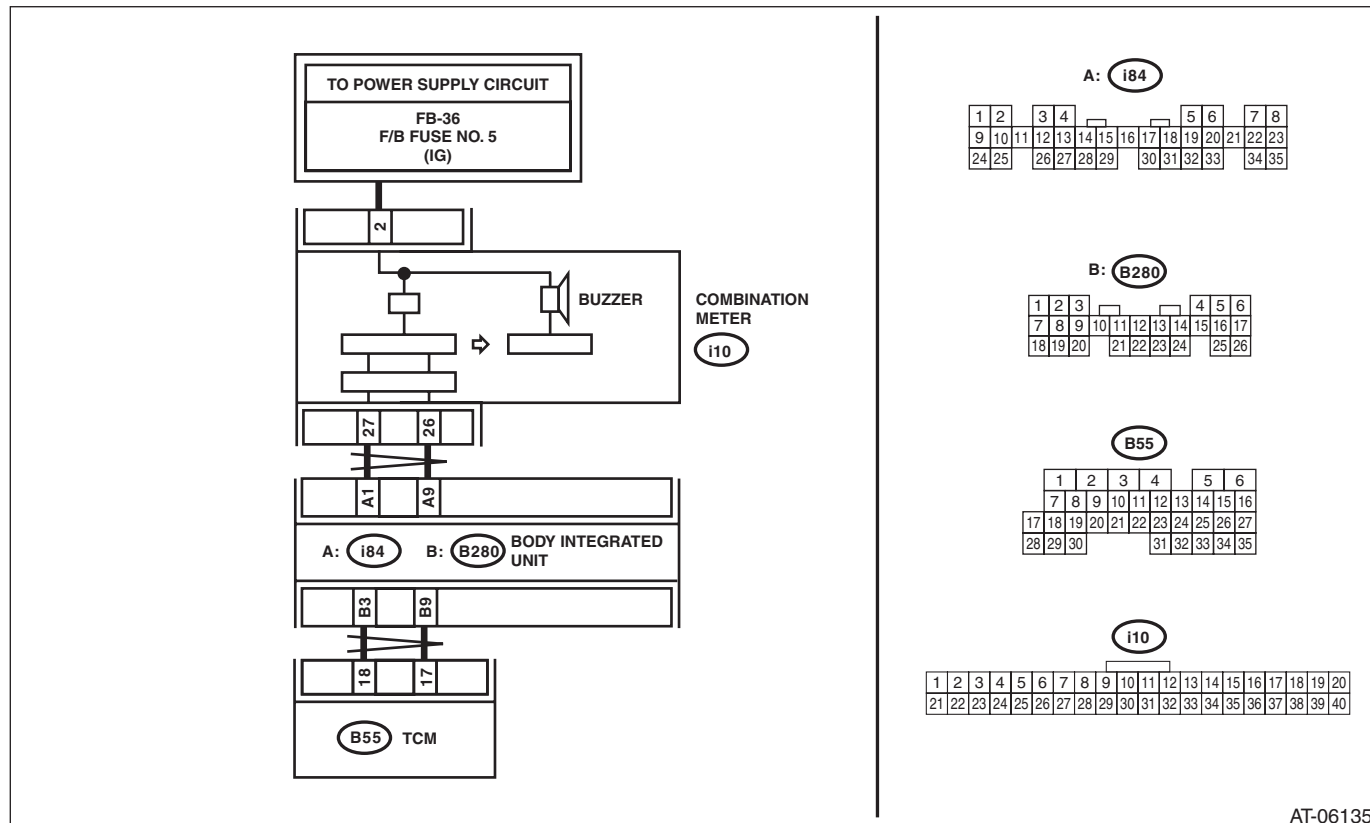 TO POWER SUPPLY CIRCUIT
FB-36
F/B FUSE NO. 5
(IG)
2
BUZZER
COMBINATION
METER
i10
27 26
A1 A9
A: i84 B: B280 BODY INTEGRATED
UNIT
B3 B9
18 17
B55 TCM
A: i84
1 2 3 4 5 6 7 8
9 10 11 12 13 14 15 16 17 18 19 20 21 22 23
24 25 26 27 28 29 30 31 32 33 34 35
B: B280
1 2 3 4 5 6
7 8 9 10 11 12 13 14 15 16 17
18 19 20 21 22 23 24 25 26
B55
1 2 3 4 5 6
7 8 9 10 11 12 13 14 15 16
17 18 19 20 21 22 23 24 25 26 27
28 29 30 31 32 33 34 35
i10
1 2 3 4 5 6 7 8 9 10 11 12 13 14 15 16 17 18 19 20
21 22 23 24 25 26 27 28 29 30 31 32 33 34 35 36 37 38 39 40
AT-06135